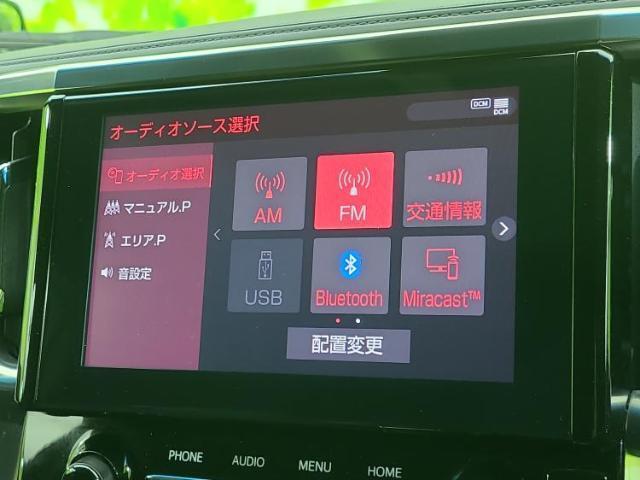 DCM
DCM
オーディオソース選択
オーディオ選択
マニュアル.P
エリア.P
音設定
AM
FM
交通情報
USB
Bluetooth
Miracast™
配置変更
PHONE
AUDIO
MENU
HOME